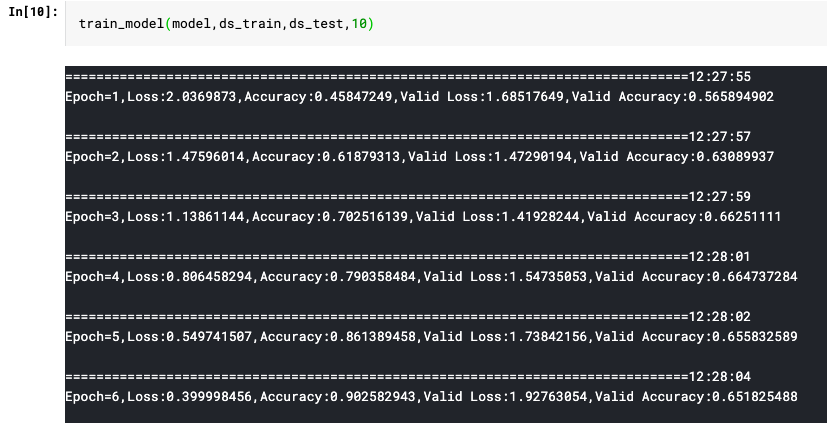 In[10]:
train_model(model,ds_train,ds_test,10)
================================================================================12:27:55
Epoch=1,Loss:2.0369873,Accuracy:0.45847249,Valid Loss:1.68517649,Valid Accuracy:0.565894902
================================================================================12:27:57
Epoch=2,Loss:1.47596014,Accuracy:0.61879313,Valid Loss:1.47290194,Valid Accuracy:0.63089937
================================================================================12:27:59
Epoch=3,Loss:1.13861144,Accuracy:0.702516139,Valid Loss:1.41928244,Valid Accuracy:0.66251111
================================================================================12:28:01
Epoch=4,Loss:0.806458294,Accuracy:0.790358484,Valid Loss:1.54735053,Valid Accuracy:0.664737284
================================================================================12:28:02
Epoch=5,Loss:0.549741507,Accuracy:0.861389458,Valid Loss:1.73842156,Valid Accuracy:0.655832589
================================================================================12:28:04
Epoch=6,Loss:0.399998456,Accuracy:0.902582943,Valid Loss:1.92763054,Valid Accuracy:0.651825488